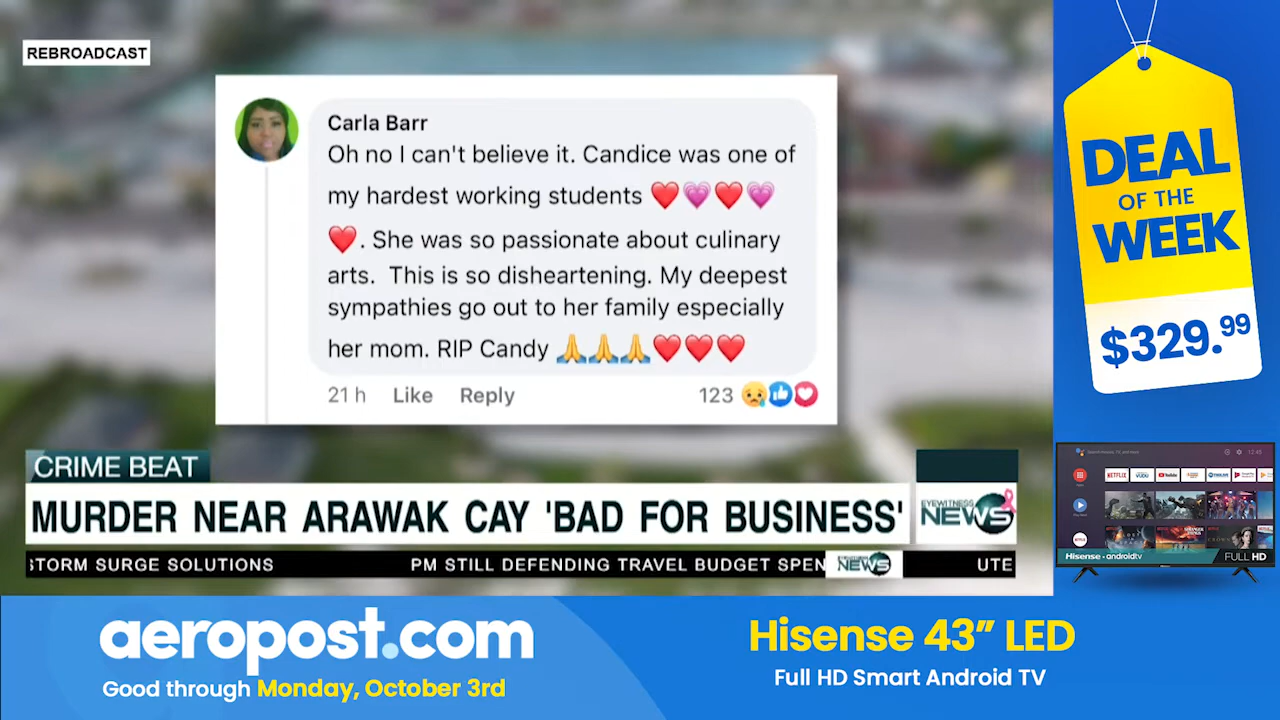 REBROADCAST
Carla Barr
Oh no I can't believe it. Candice was one of
my hardest working students ❤️💗❤️💗
❤️. She was so passionate about culinary
arts. This is so disheartening. My deepest
sympathies go out to her family especially
her mom. RIP Candy 🙏🙏🙏❤️❤️❤️
21 h Like Reply 123
CRIME BEAT
MURDER NEAR ARAWAK CAY 'BAD FOR BUSINESS'
EYEWITNESS
NEWS
STORM SURGE SOLUTIONS PM STILL DEFENDING TRAVEL BUDGET SPEN
NEWS
UTE
DEAL
OF THE
WEEK
$329.99
NETFLIX
VUDU
YouTube
Hisense • androidtv
FULL HD
aeropost.com
Good through Monday, October 3rd
Hisense 43” LED
Full HD Smart Android TV